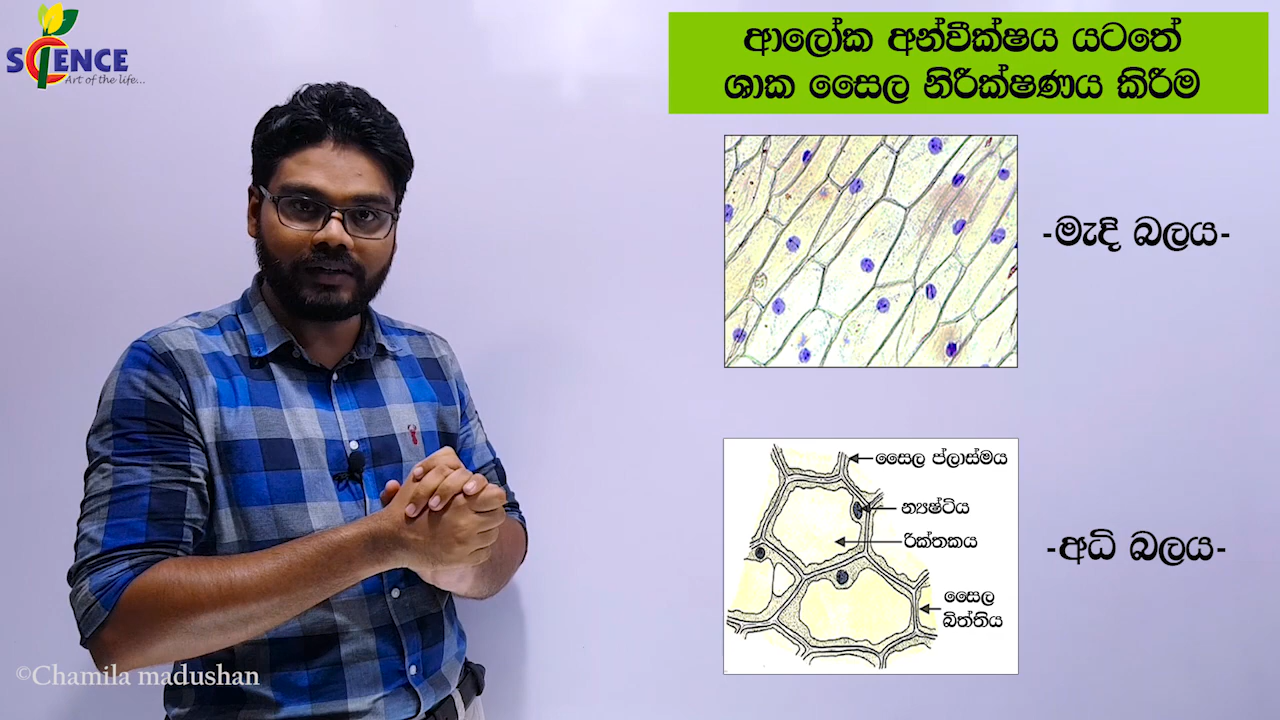 SCIENCE
Art of the life...
ආලෝක අන්වීක්ෂය යටතේ
ශාක සෛල නිරීක්ෂණය කිරීම
-මැදි බලය-
සෛල ප්ලාස්මය
න්‍යෂ්ටිය
රික්තකය
සෛල
බිත්තිය
-අධි බලය-
©Chamila madushan